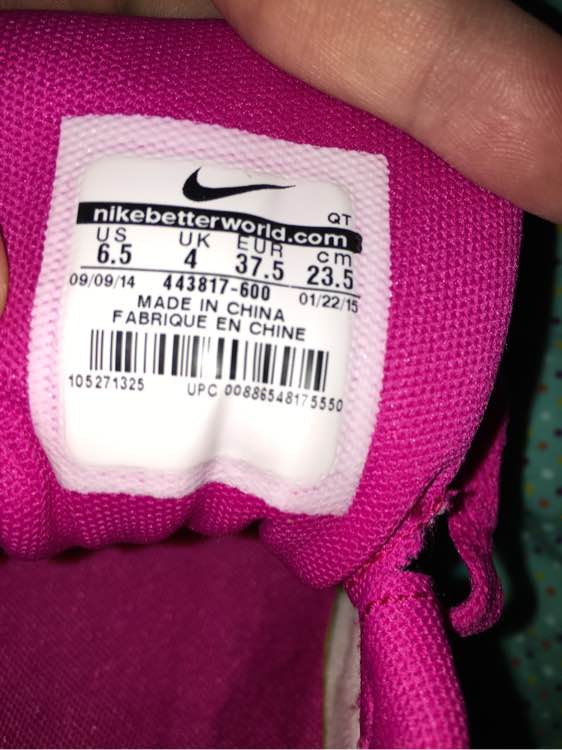 QT
nikebetterworld.com
US UK EUR cm
6.5 4 37.5 23.5
09/09/14 443817-600 01/22/15
MADE IN CHINA
FABRIQUE EN CHINE
105271325 UPC 00886548175550